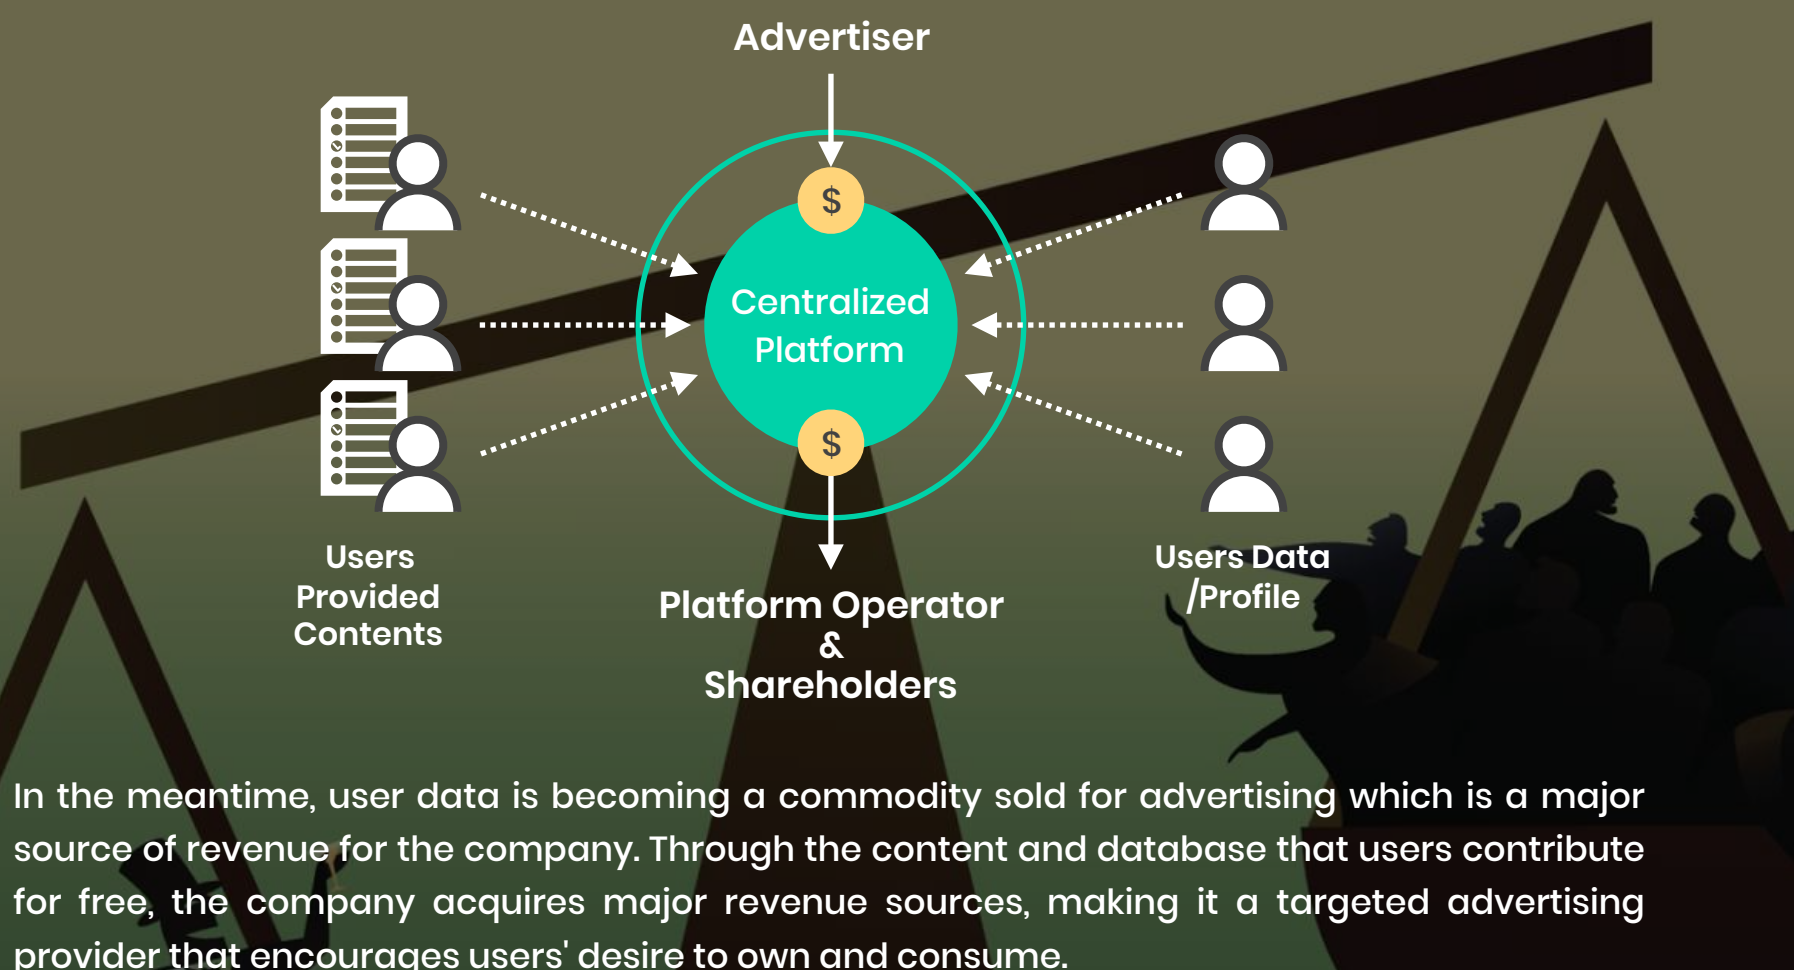 Advertiser
$
Centralized
Platform
$
Users
Provided
Contents
Platform Operator
&
Shareholders
Users Data
/Profile
In the meantime, user data is becoming a commodity sold for advertising which is a major
source of revenue for the company. Through the content and database that users contribute
for free, the company acquires major revenue sources, making it a targeted advertising
provider that encourages users' desire to own and consume.